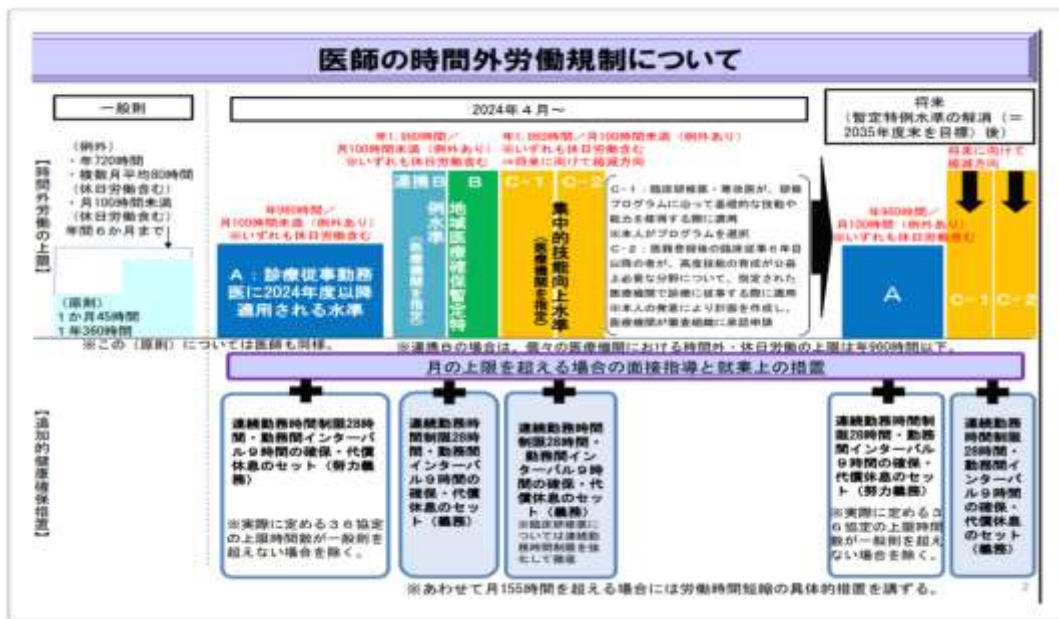 医師の時間外労働規制について
一般則
2024年4月～
将来
(暫定特例水準の解消(＝
2035年度末を目標)後)
【時間外労働の上限】
(例外)
・年720時間
・複数月平均80時間
(休日労働含む)
・月100時間未満
(休日労働含む)
年間6か月まで
(原則)
1か月45時間
1年360時間
※この(原則)については医師も同様。
年960時間／
月100時間未満(例外あり)
※いずれも休日労働含む
A：診療従事勤務
医に2024年度以降
適用される水準
年1,860時間／
月100時間未満(例外あり)
※いずれも休日労働含む
連携B
B
地域医療確保暫定特
例水準
(医療機関を指定)
年1,860時間／月100時間未満(例外あり)
※いずれも休日労働含む
⇒将来に向けて縮減方向
C-1
C-2
集中的技能向上水準
(医療機関を指定)
C-1：臨床研修医・専攻医が、研修
プログラムに沿って基礎的な技能や
能力を修得する際に適用
※本人がプログラムを選択
C-2：医籍登録後の臨床従事6年目
以降の者が、高度技能の育成が公益
上必要な分野について、指定された
医療機関で診療に従事する際に適用
※本人の発意により計画を作成し、
医療機関が審査組織に承認申請
将来に向けて
縮減方向
年960時間／
月100時間(例外あり)
※いずれも休日労働含む
A
C-1
C-2
※連携Bの場合は、個々の医療機関における時間外・休日労働の上限は年960時間以下。
月の上限を超える場合の面接指導と就業上の措置
【追加的健康確保措置】
連続勤務時間制限28時
間・勤務間インターバ
ル9時間の確保・代償
休息のセット(努力義
務)
※実際に定める36協定
の上限時間数が一般則を
超えない場合を除く。
連続勤務時間制限28時
間・勤務間インターバ
ル9時間の
確保・代
償休息のセ
ット(義務)
連続勤務時間
制限28時間・
勤務間インタ
ーバル9時間
の確保・代
償休息のセッ
ト(義務)
※臨床研修医に
ついては連続勤
務時間制限を強
化して徹底
連続勤務時間制
限28時間・勤務
間インターバル
9時間の確保・代
償休息のセッ
ト(努力義務)
※実際に定める3
6協定の上限時間
数が一般則を超え
ない場合を除く。
連続勤務時
間制限28時
間・勤務間イ
ンターバル9
時間の確保
・代償休息
のセット
(義務)
※あわせて月155時間を超える場合には労働時間短縮の具体的措置を講ずる。
2